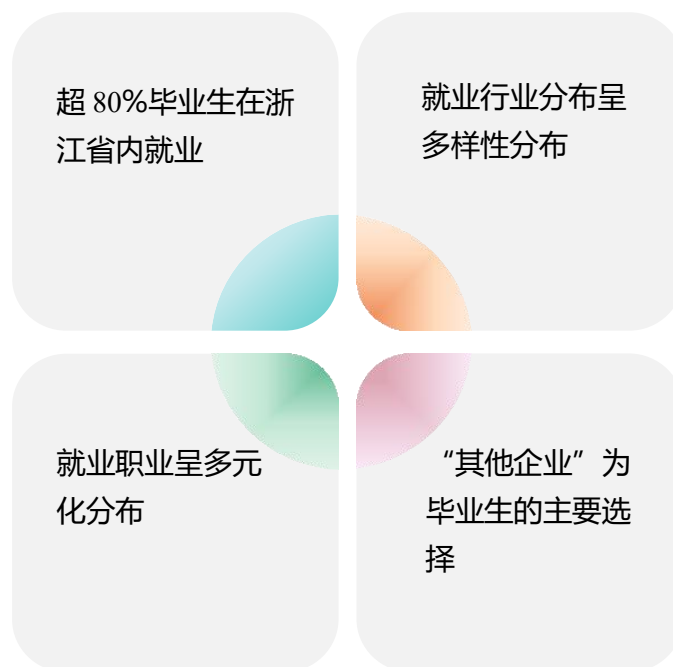 超 80%毕业生在浙
江省内就业
就业行业分布呈
多样性分布
就业职业呈多元
化分布
“其他企业”为
毕业生的主要选
择